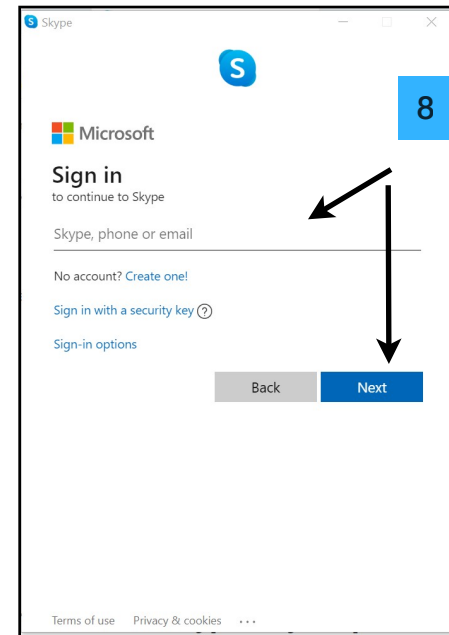 Skype
S
8
Microsoft
Sign in
to continue to Skype
Skype, phone or email
No account? Create one!
Sign in with a security key ?
Sign-in options
Back Next
Terms of use Privacy & cookies ...